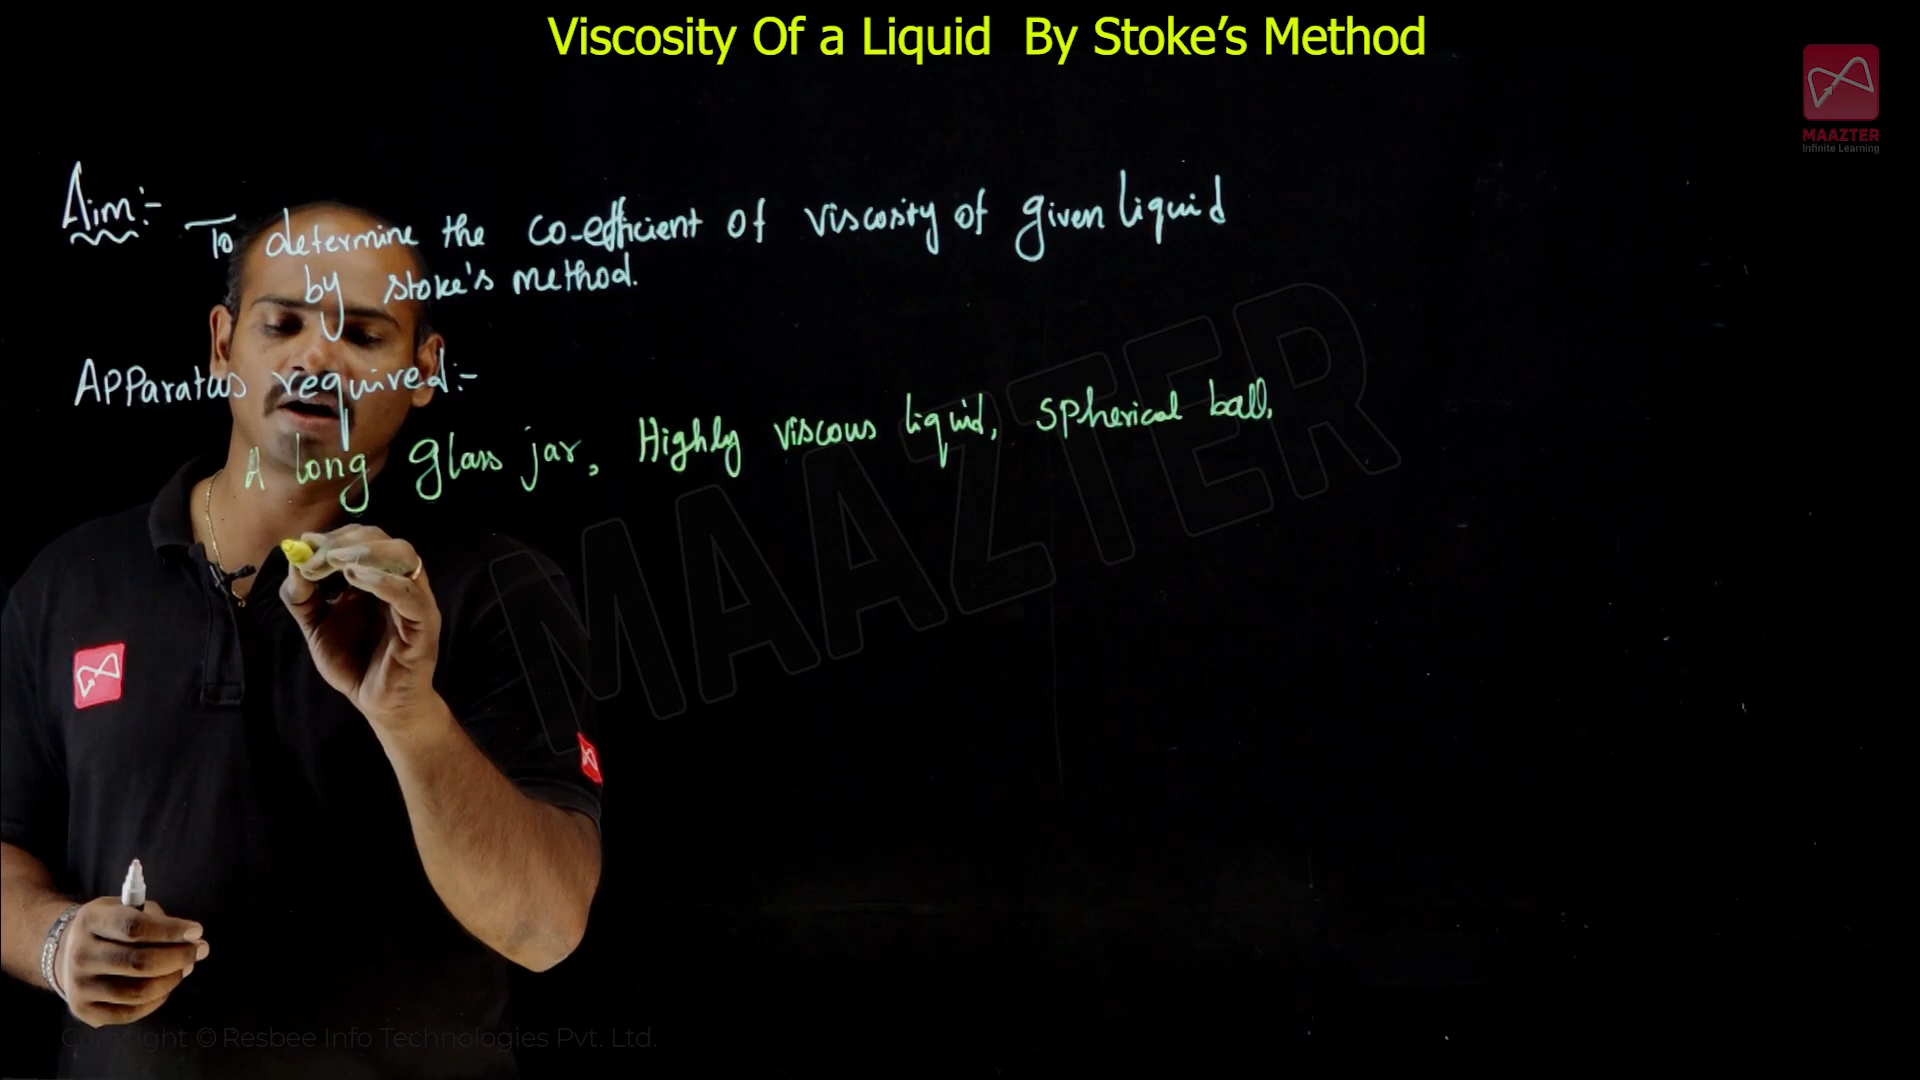 Viscosity Of a Liquid By Stoke’s Method
MAAZTER
Infinite Learning
Aim:-
To determine the co-efficient of viscosity of given liquid
by stoke's method.
Apparatus required:-
A long glass jar, Highly viscous liquid, spherical ball,
MAAZTER
Copyright © Resbee Info Technologies Pvt. Ltd.